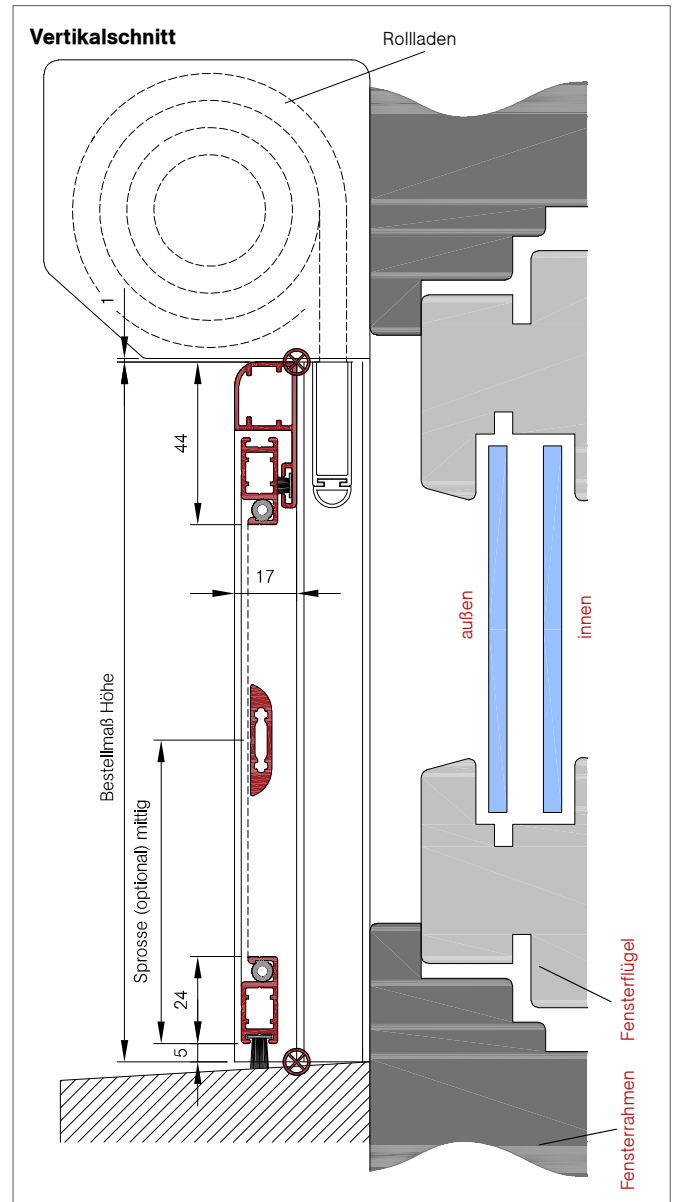 Vertikalschnitt
Rollladen
1
44
17
außen
innen
Bestellmaß Höhe
Sprosse (optional) mittig
24
5
Fensterflügel
Fensterrahmen